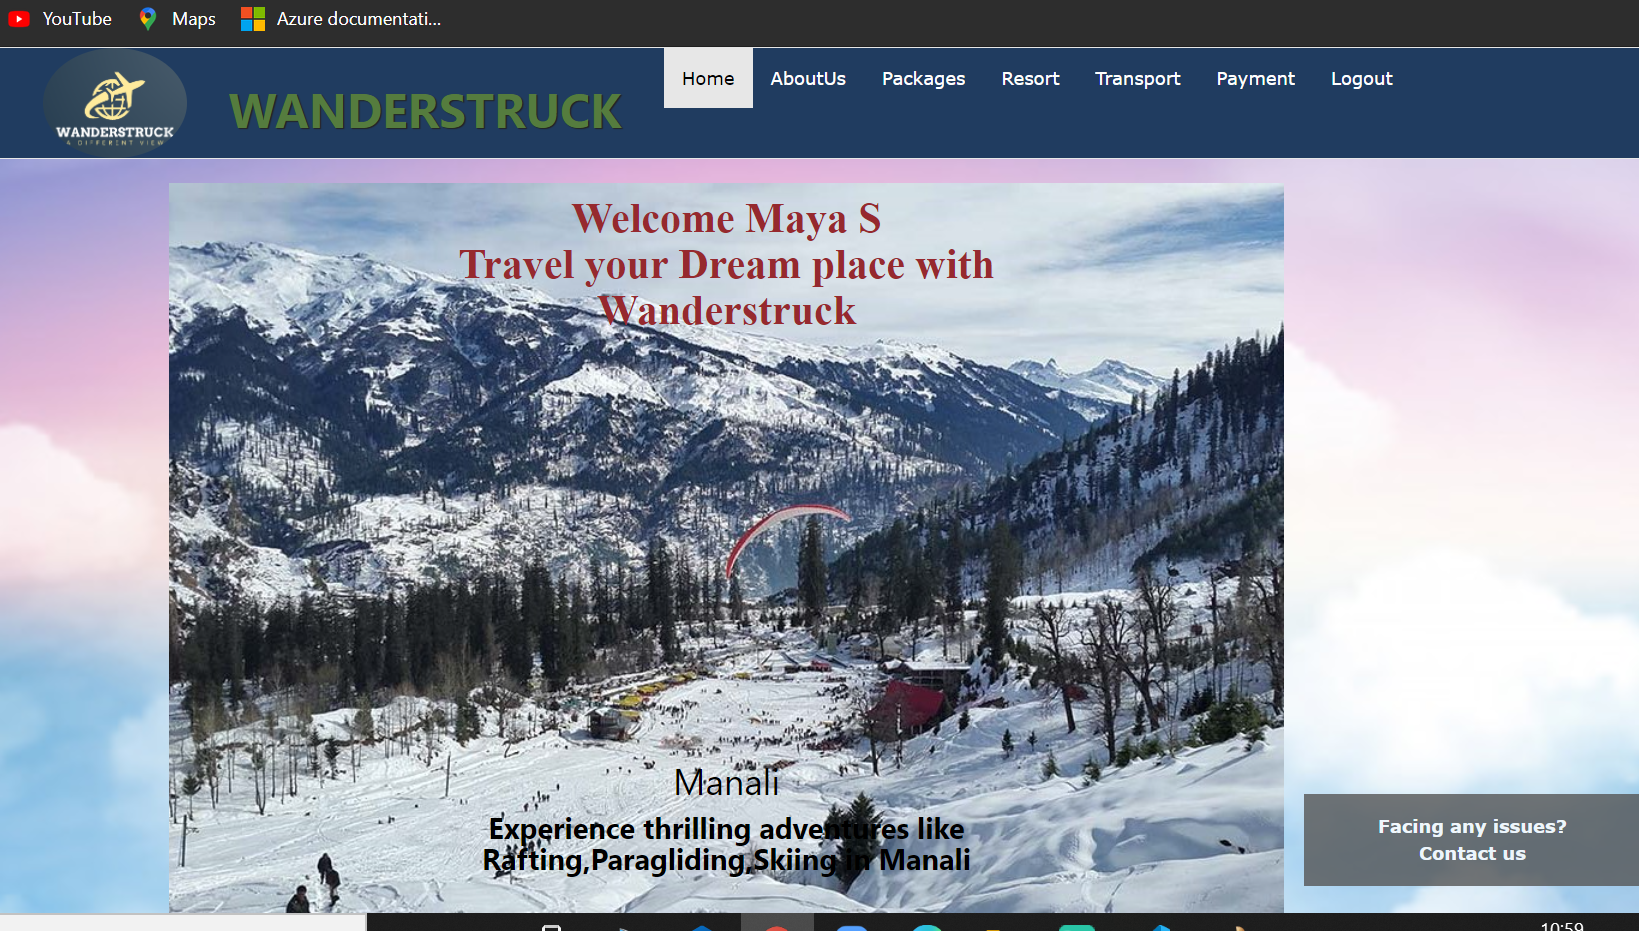 YouTube Maps Azure documentati...
Home AboutUs Packages Resort Transport Payment Logout
WANDERSTRUCK
WANDERSTRUCK
A DIFFERENT VIEW
Welcome Maya S
Travel your Dream place with
Wanderstruck
Manali
Experience thrilling adventures like
Rafting,Paragliding,Skiing in Manali
Facing any issues?
Contact us
10:59